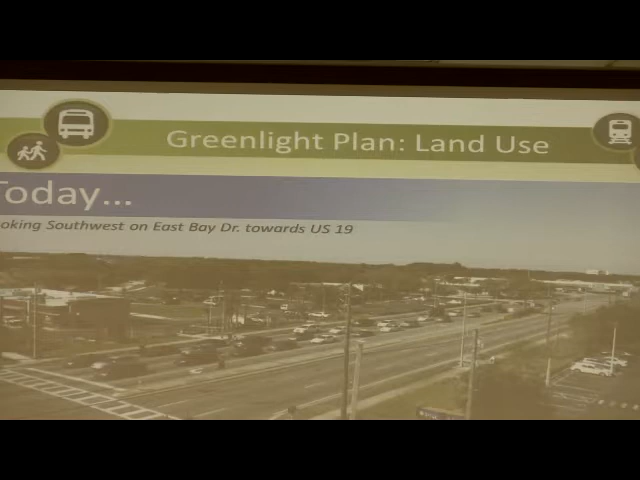 Greenlight Plan: Land Use
Today...
oking Southwest on East Bay Dr. towards US 19